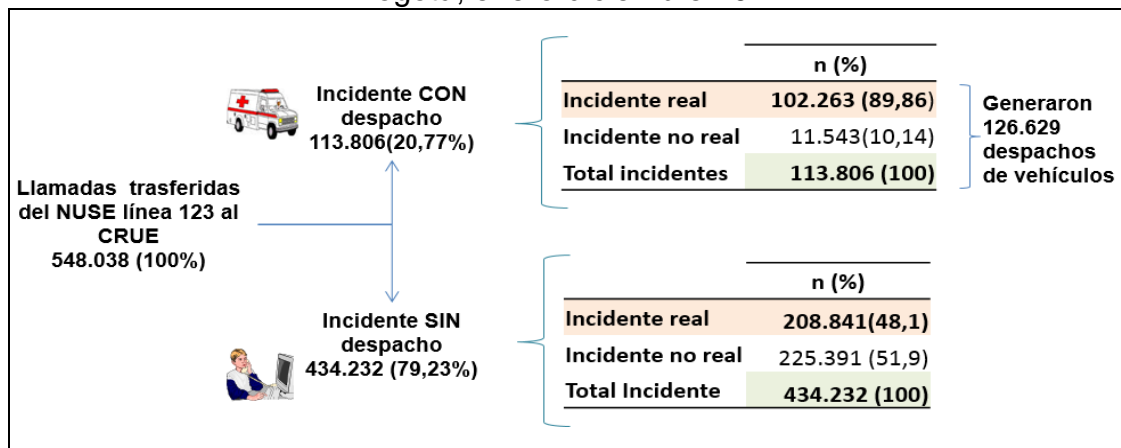 Incidente CON
despacho
113.806(20,77%)
n (%)
Incidente real 102.263 (89,86)
Incidente no real 11.543(10,14)
Total incidentes 113.806 (100)
Generaron
126.629
despachos
de vehículos
Llamadas trasferidas
del NUSE línea 123 al
CRUE
548.038 (100%)
Incidente SIN
despacho
434.232 (79,23%)
n (%)
Incidente real 208.841(48,1)
Incidente no real 225.391 (51,9)
Total Incidente 434.232 (100)